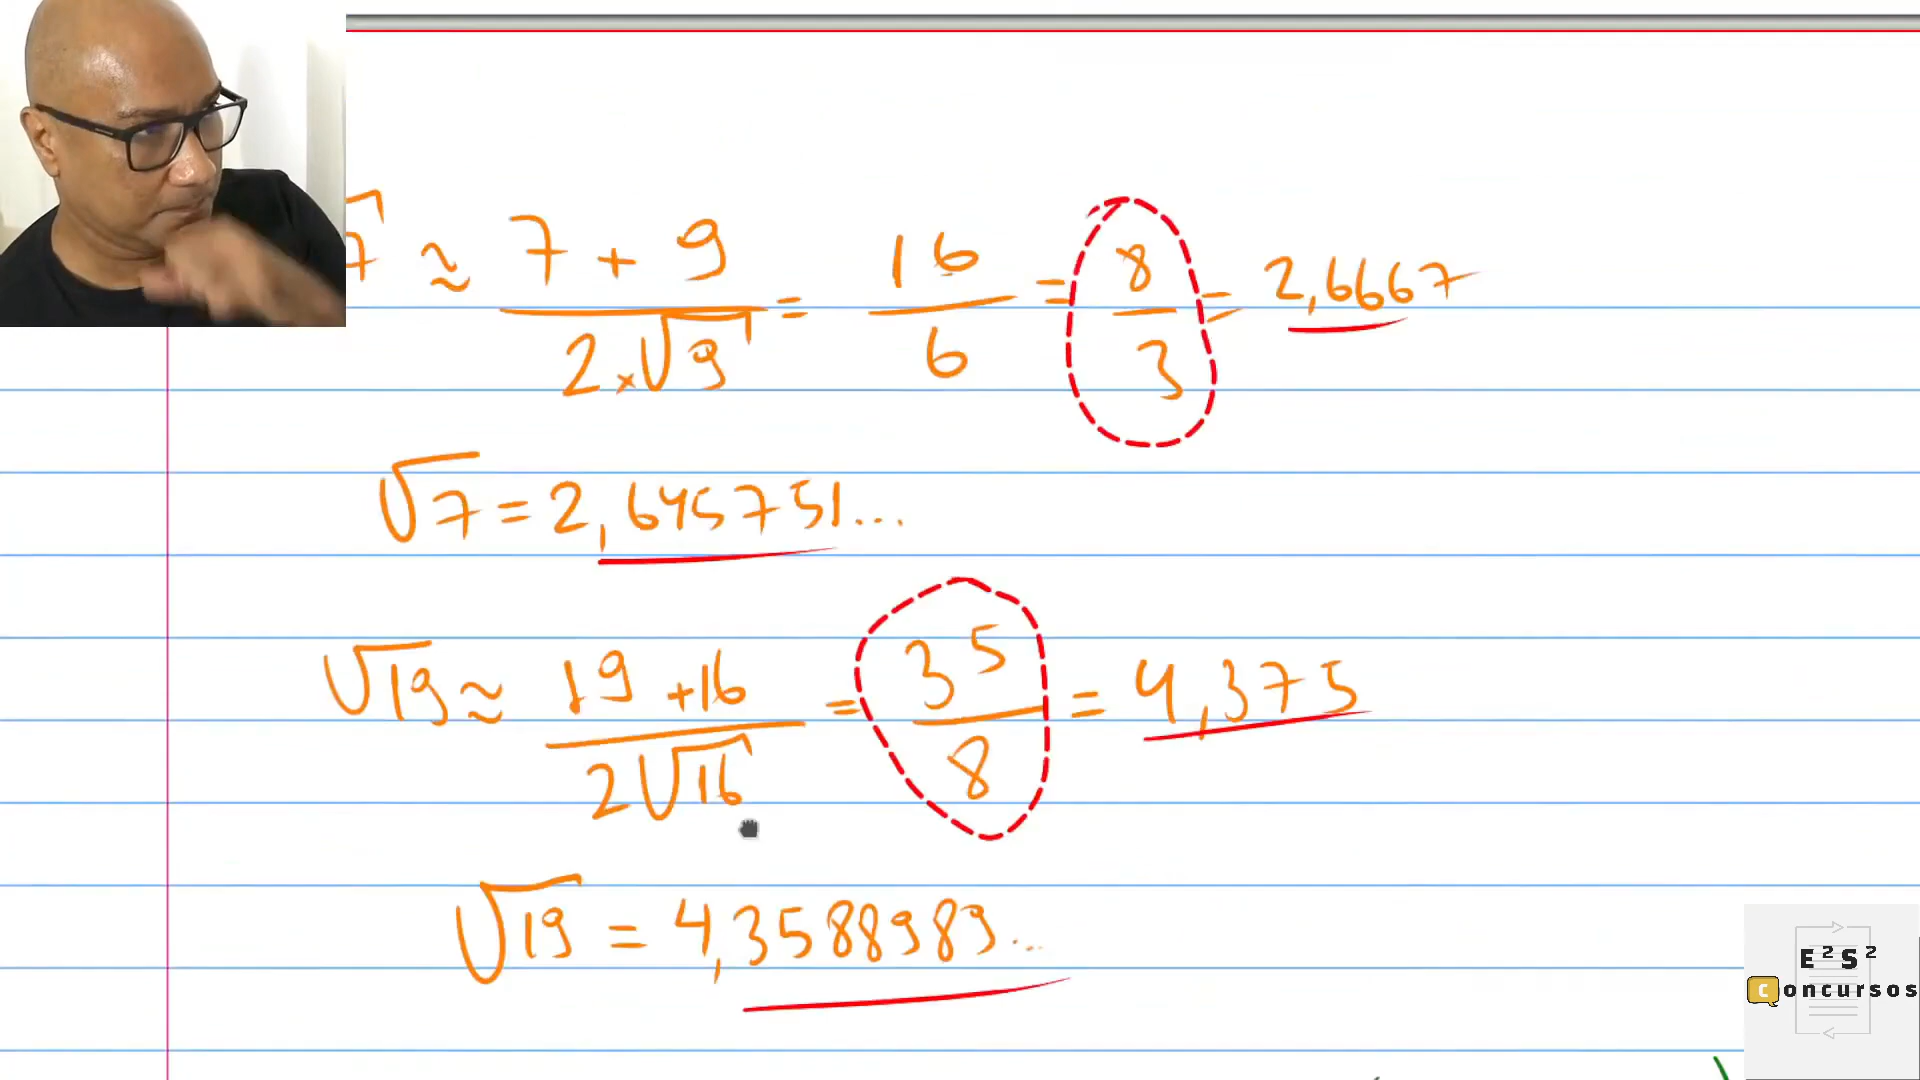 √7 ≈ 7 + 9 / 2 × √9 = 16 / 6 = 8 / 3 = 2,6667
√7 = 2,645751...
√19 ≈ 19 + 16 / 2√16 = 35 / 8 = 4,375
√19 = 4,3588989...
E²S²
Concursos